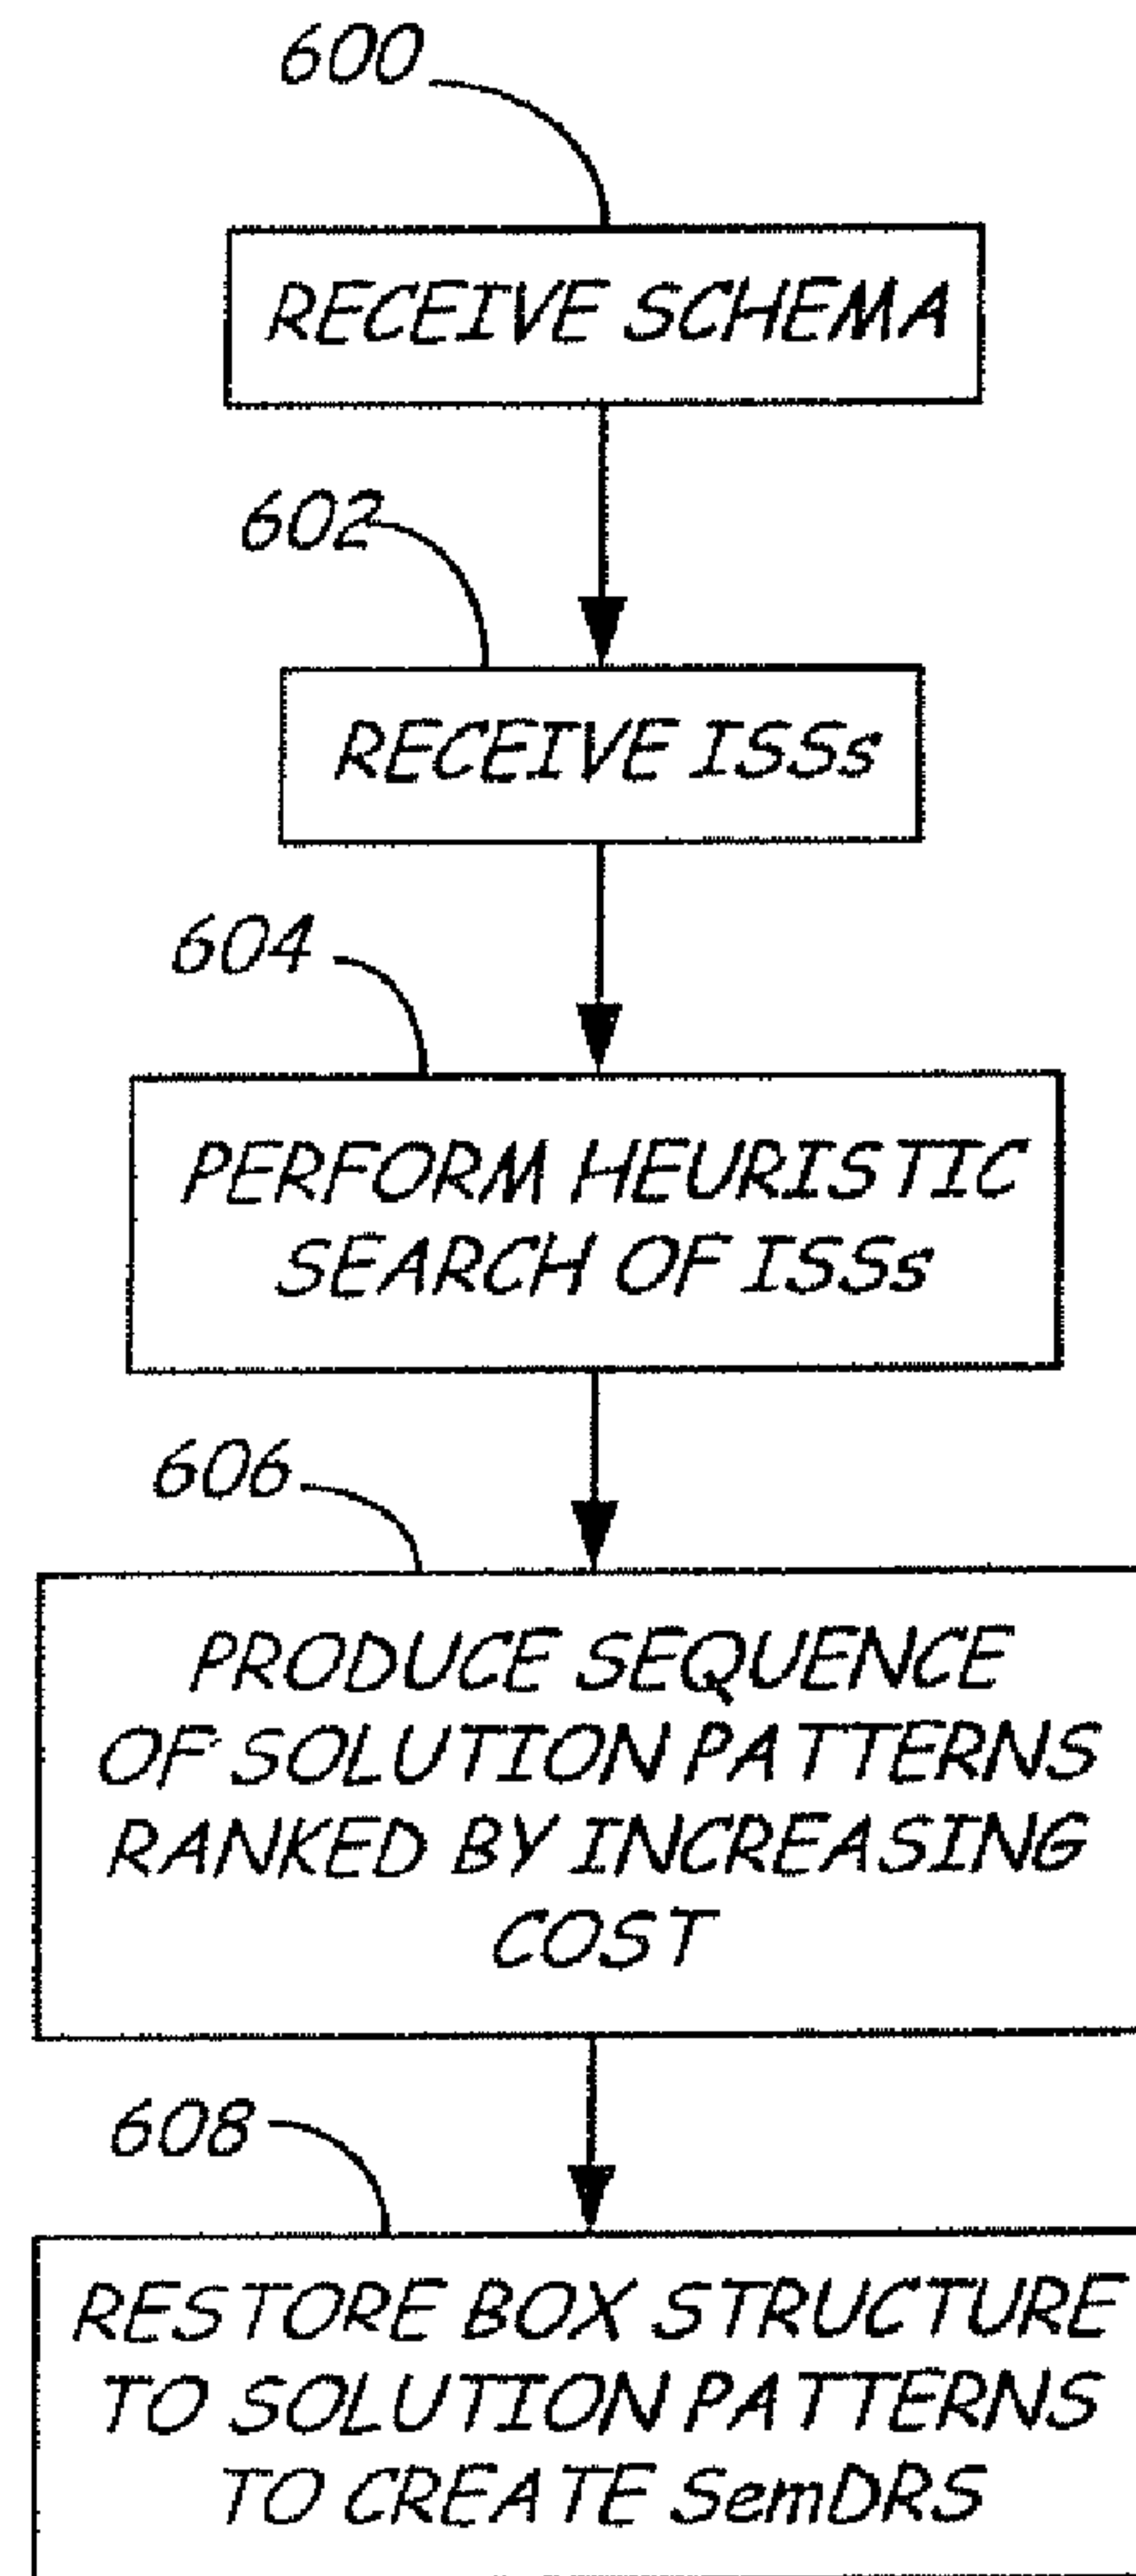 600
RECEIVE SCHEMA
602
RECEIVE ISSs
604
PERFORM HEURISTIC
SEARCH OF ISSs
606
PRODUCE SEQUENCE
OF SOLUTION PATTERNS
RANKED BY INCREASING
COST
608
RESTORE BOX STRUCTURE
TO SOLUTION PATTERNS
TO CREATE SemDRS